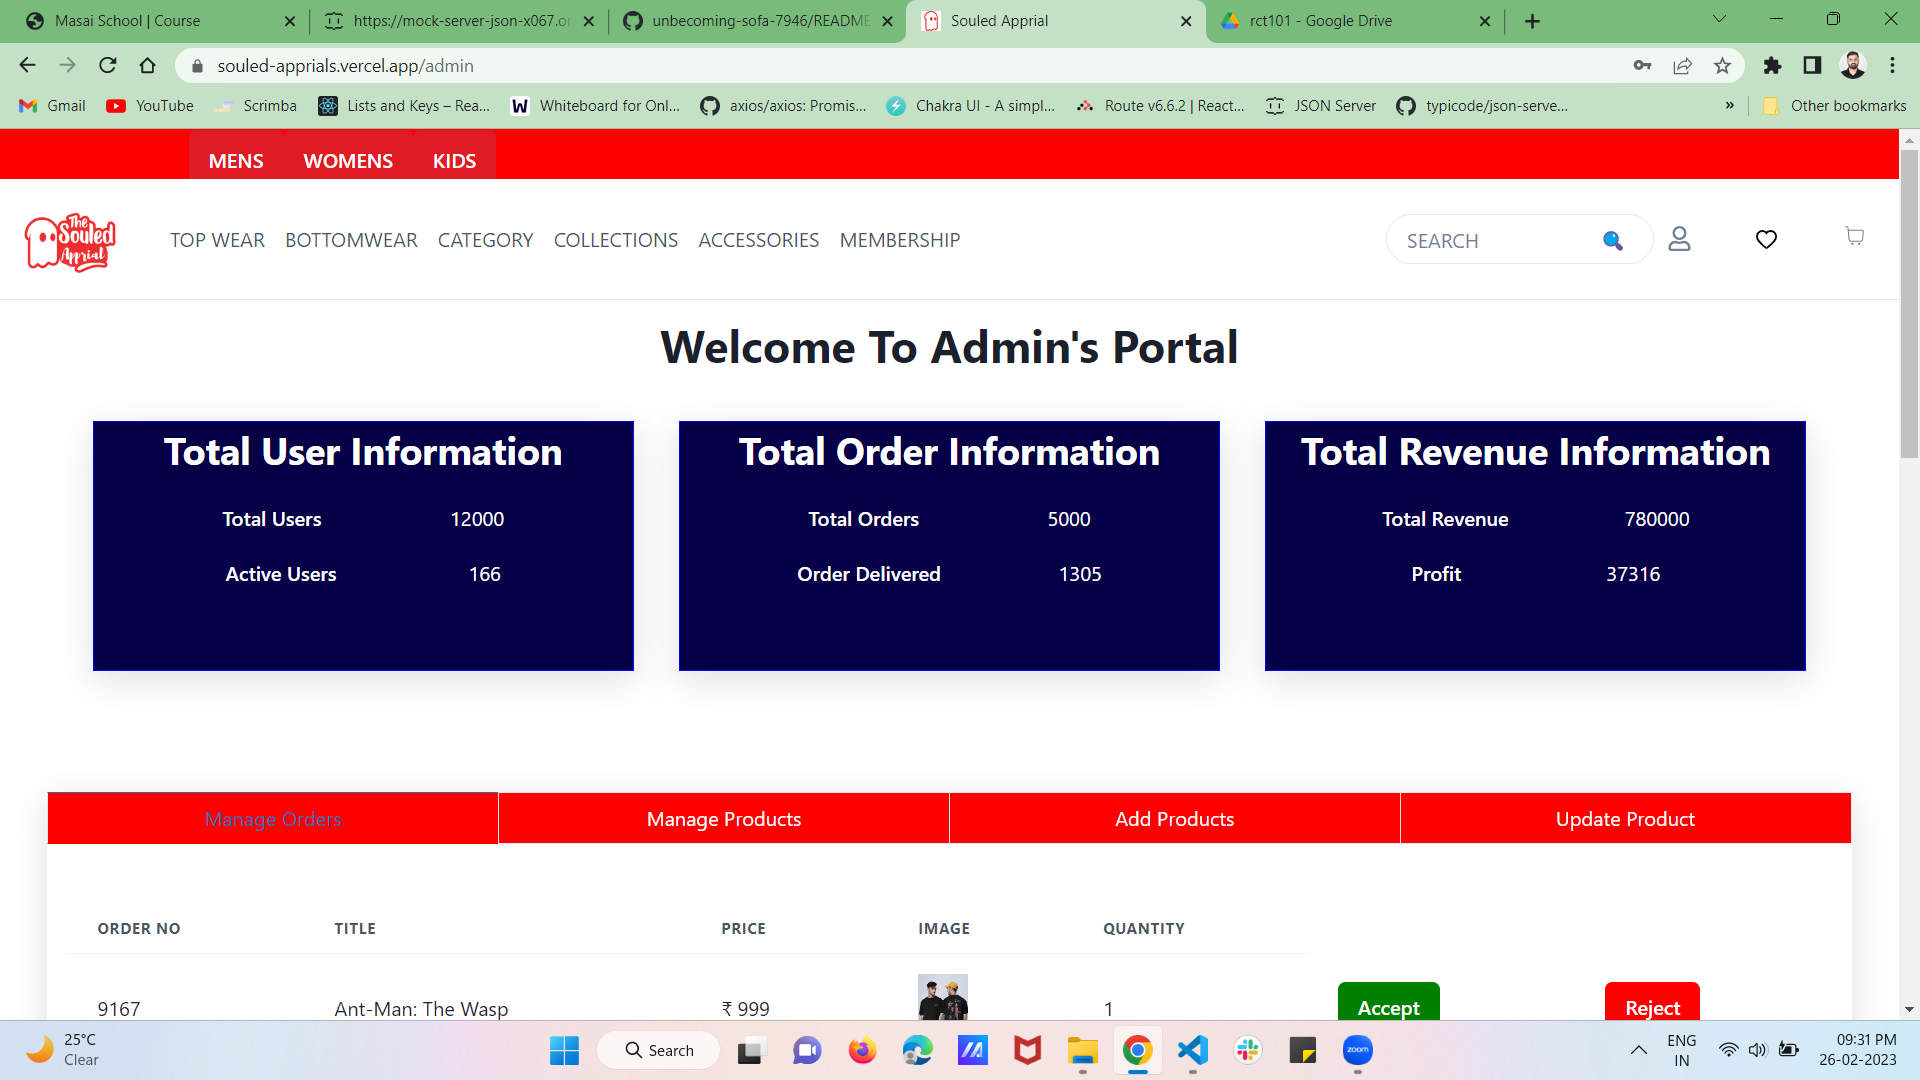 Masai School | Course
https://mock-server-json-x067.or
unbecoming-sofa-7946/README
Souled Apprial
rct101 - Google Drive
souled-apprials.vercel.app/admin
Gmail
YouTube
Scrimba
Lists and Keys – Rea...
Whiteboard for Onl...
axios/axios: Promis...
Chakra UI - A simpl...
Route v6.6.2 | React...
JSON Server
typicode/json-serve...
»
Other bookmarks
MENS WOMENS KIDS
The
Souled
Apprial
TOP WEAR BOTTOMWEAR CATEGORY COLLECTIONS ACCESSORIES MEMBERSHIP
SEARCH
Welcome To Admin's Portal
Total User Information
Total Users 12000
Active Users 166
Total Order Information
Total Orders 5000
Order Delivered 1305
Total Revenue Information
Total Revenue 780000
Profit 37316
Manage Orders Manage Products Add Products Update Product
ORDER NO TITLE PRICE IMAGE QUANTITY
9167 Ant-Man: The Wasp ₹ 999 1 Accept Reject
25°C
Clear
Search
zoom
ENG
IN
09:31 PM
26-02-2023